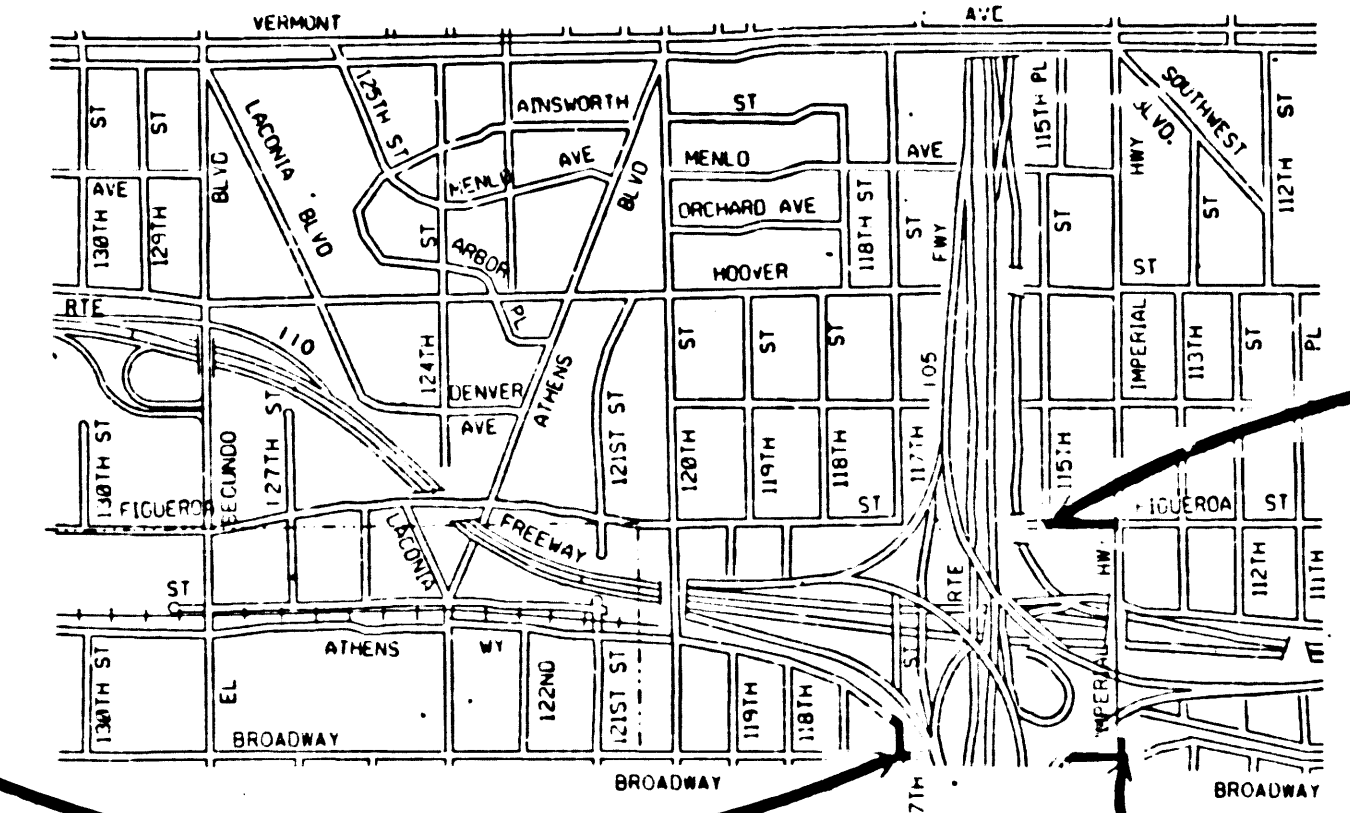 VERMONT
AVE
125TH ST
LACONIA
BLVD
AINSWORTH
ST
115TH PL
SOUTHWEST
BLVD.
ST
ST
ST
BLVD
AVE
MENLO
BLVD
MENLO
AVE
HWY
112TH
AVE
130TH
129TH
ST
ARBOR
PL
ORCHARD AVE
118TH ST
ST
FWY
ST
ST
HOOVER
ST
RTE
110
124TH
DENVER
AVE
ATHENS
ST
ST
ST
105
IMPERIAL
113TH
ST
PL
130TH ST
SEGUNDO
127TH ST
121ST ST
120TH
119TH
118TH
117TH
115TH
FIGUEROA
ST
FIGUEROA
ST
LACONIA
FREEWAY
RTE
HW
112TH
111TH
ST
ATHENS
WY
130TH ST
EL
122ND
121ST ST
119TH
118TH
ST
IMPERIAL
BROADWAY
BROADWAY
7TH
BROADWAY